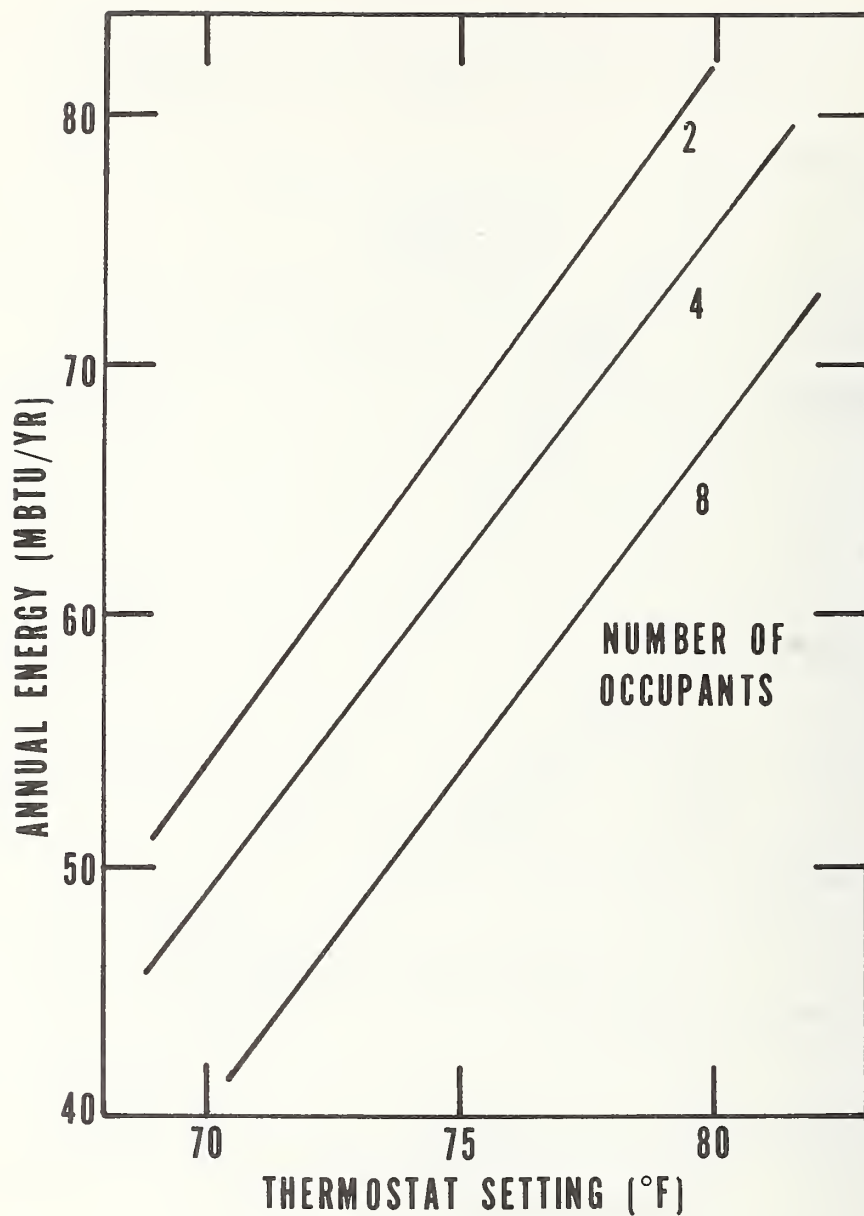 80
70
60
50
40
ANNUAL ENERGY (MBTU/YR)
2
4
8
NUMBER OF
OCCUPANTS
70
75
80
THERMOSTAT SETTING (°F)